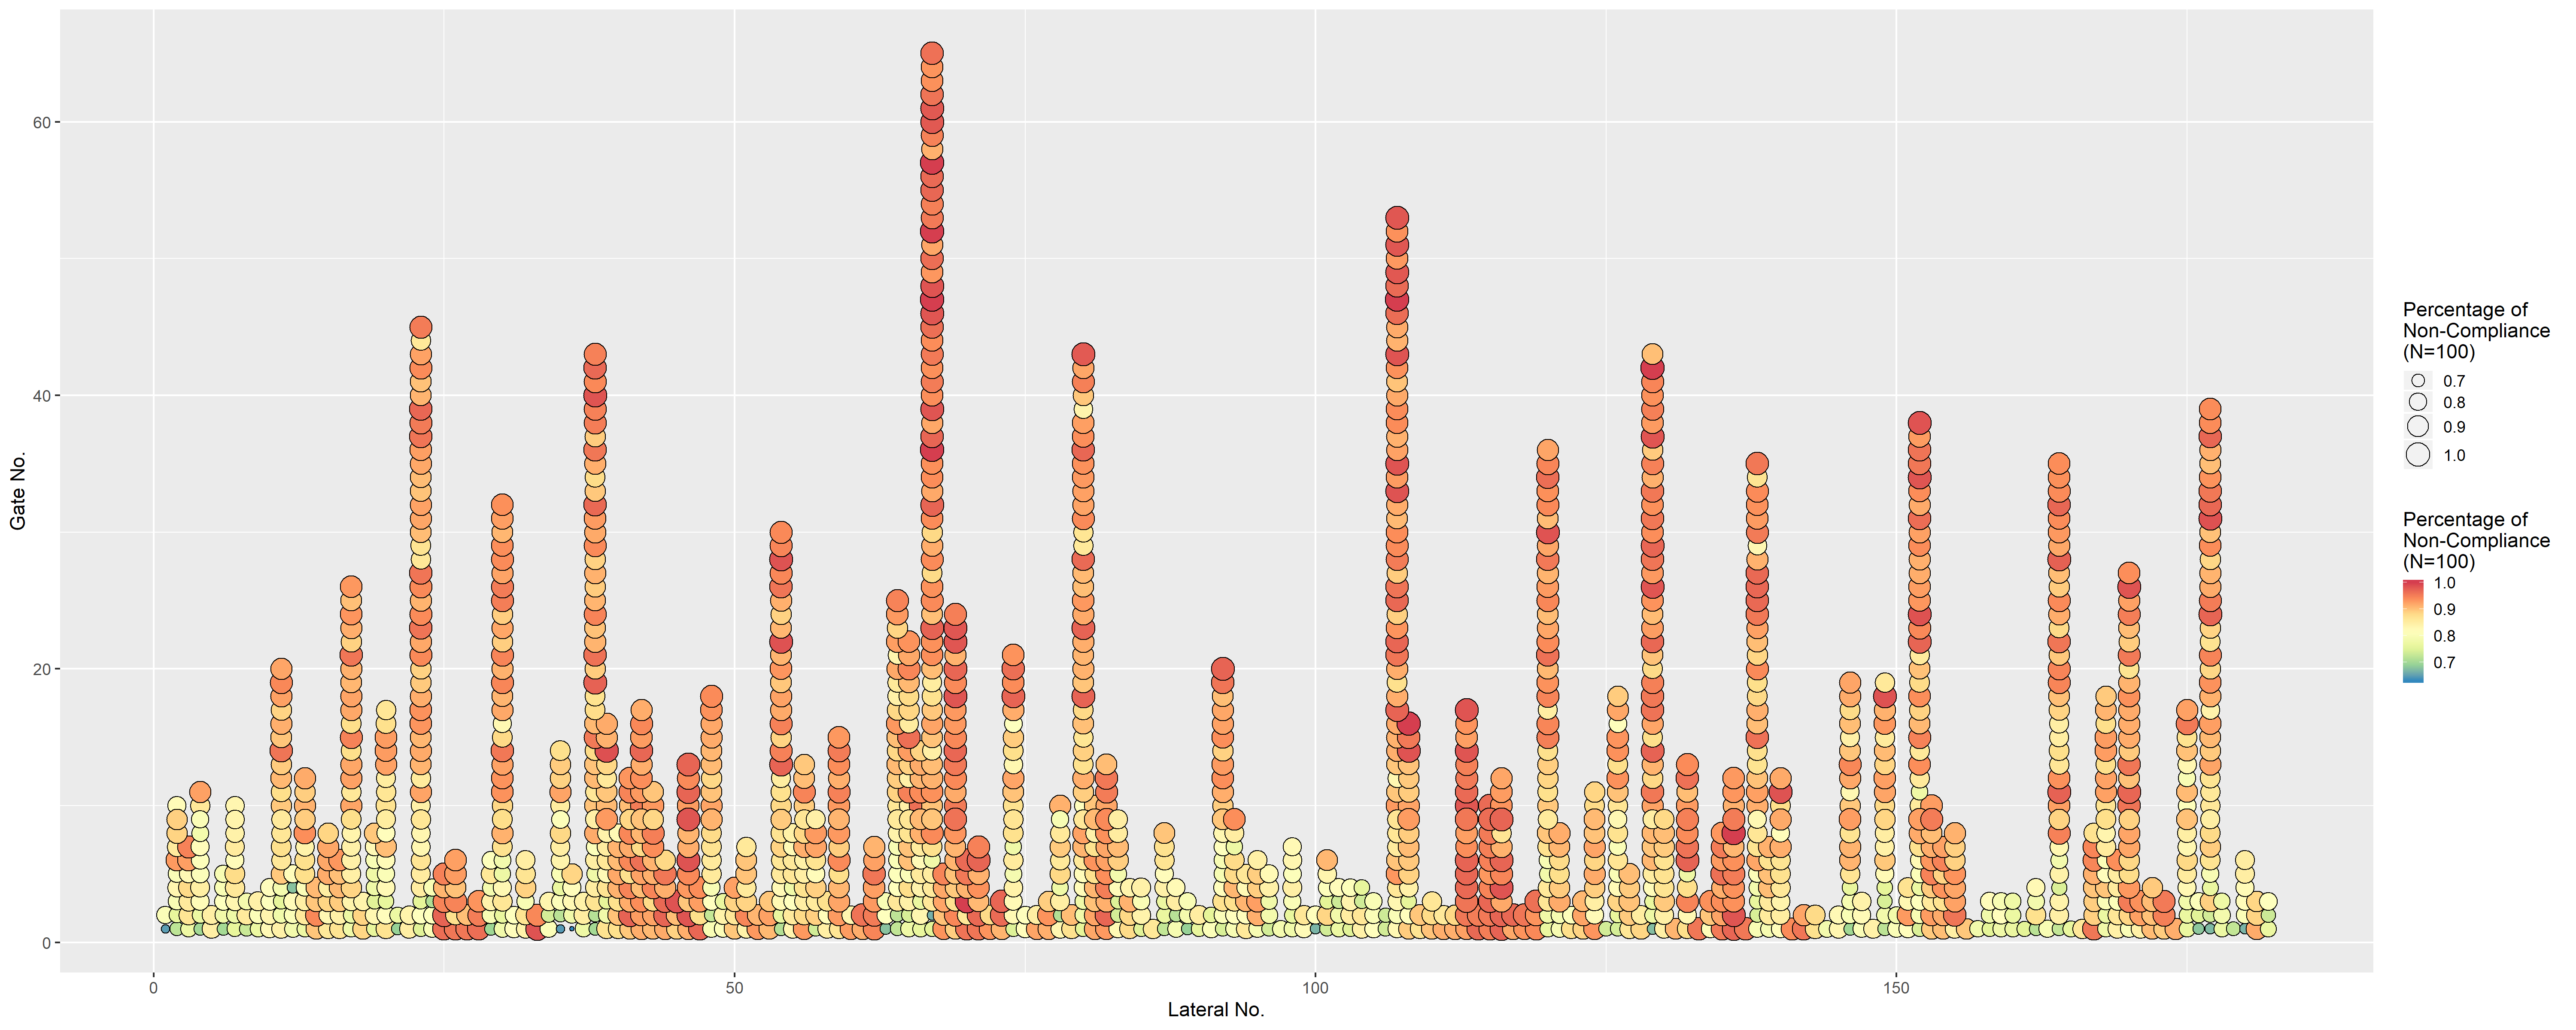 60
40
20
0
Gate No.
0
50
100
150
Lateral No.
Percentage of
Non-Compliance
(N=100)
0.7
0.8
0.9
1.0
Percentage of
Non-Compliance
(N=100)
1.0
0.9
0.8
0.7